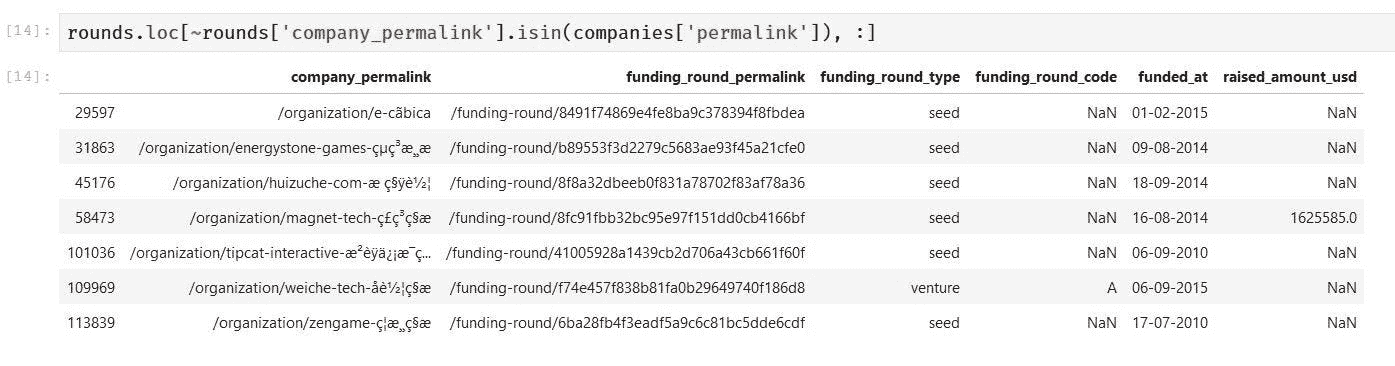 [14]: rounds.loc[~rounds['company_permalink'].isin(companies['permalink']), :]
[14]: company_permalink funding_round_permalink funding_round_type funding_round_code funded_at raised_amount_usd
29597 /organization/e-cãbica /funding-round/8491f74869e4fe8ba9c378394f8fbdea seed NaN 01-02-2015 NaN
31863 /organization/energystone-games-çµç³æ¸¸æ /funding-round/b89553f3d2279c5683ae93f45a21cfe0 seed NaN 09-08-2014 NaN
45176 /organization/huizuche-com-æ ç§ÿè½¦ /funding-round/8f8a32dbeeb0f831a78702f83af78a36 seed NaN 18-09-2014 NaN
58473 /organization/magnet-tech-ç£ç³ç§æ /funding-round/8fc91fbb32bc95e97f151dd0cb4166bf seed NaN 16-08-2014 1625585.0
101036 /organization/tipcat-interactive-æ²èÿä¿¡æ¯ç... /funding-round/41005928a1439cb2d706a43cb661f60f seed NaN 06-09-2010 NaN
109969 /organization/weiche-tech-åè½¦ç§æ /funding-round/f74e457f838b81fa0b29649740f186d8 venture A 06-09-2015 NaN
113839 /organization/zengame-ç¦æ¸¸ç§æ /funding-round/6ba28fb4f3eadf5a9c6c81bc5dde6cdf seed NaN 17-07-2010 NaN